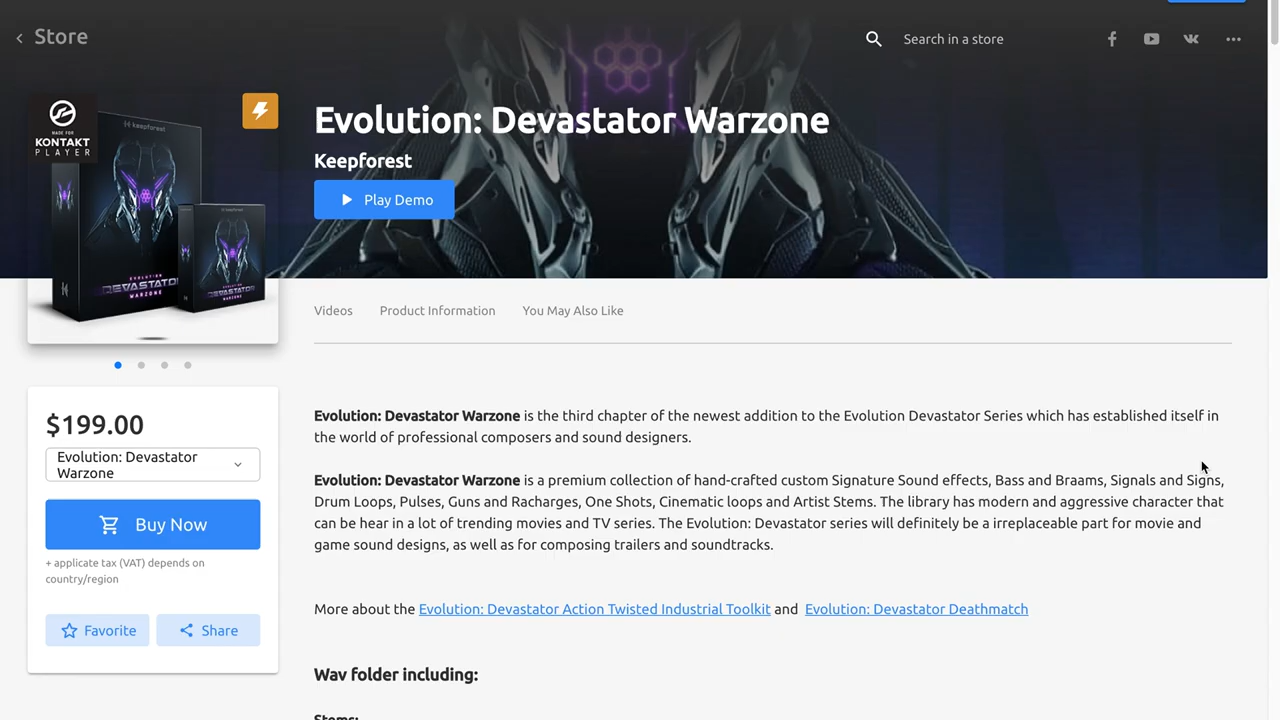 Store
Search in a store
MADE FOR
KONTAKT
PLAYER
keepforest
EVOLUTION
DEVASTATOR
WARZONE
Evolution: Devastator Warzone
Keepforest
Play Demo
Videos
Product Information
You May Also Like
$199.00
Evolution: Devastator
Warzone
Buy Now
+ applicate tax (VAT) depends on
country/region
Favorite
Share
Evolution: Devastator Warzone is the third chapter of the newest addition to the Evolution Devastator Series which has established itself in
the world of professional composers and sound designers.
Evolution: Devastator Warzone is a premium collection of hand-crafted custom Signature Sound effects, Bass and Braams, Signals and Signs,
Drum Loops, Pulses, Guns and Racharges, One Shots, Cinematic loops and Artist Stems. The library has modern and aggressive character that
can be hear in a lot of trending movies and TV series. The Evolution: Devastator series will definitely be a irreplaceable part for movie and
game sound designs, as well as for composing trailers and soundtracks.
More about the Evolution: Devastator Action Twisted Industrial Toolkit and Evolution: Devastator Deathmatch
Wav folder including:
Stems: